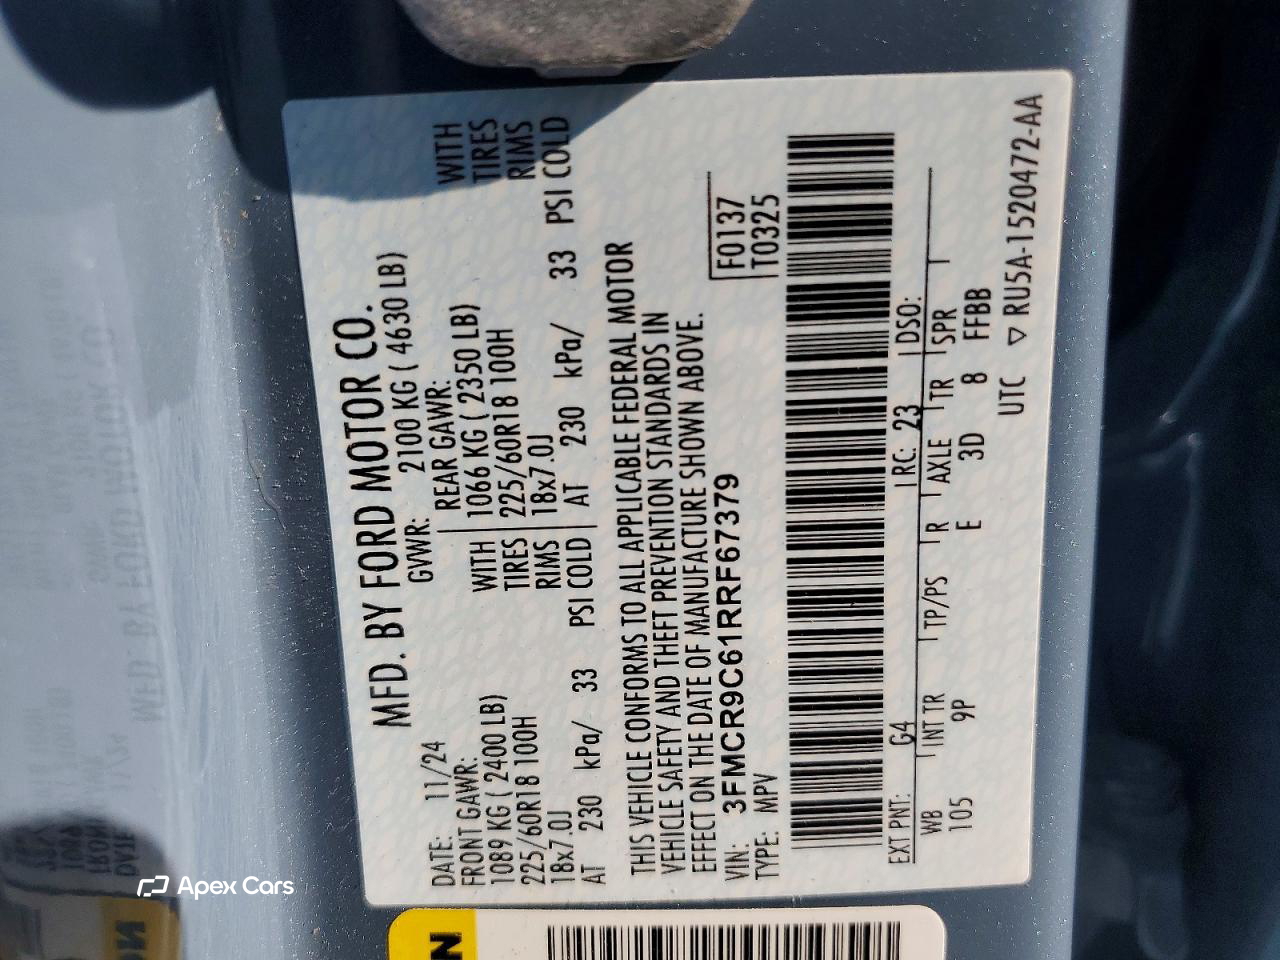 MFD. BY FORD MOTOR CO.
DATE: 11/24 GVWR: 2100 KG ( 4630 LB)
FRONT GAWR: REAR GAWR:
1089 KG ( 2400 LB) WITH 1066 KG ( 2350 LB) WITH
225/60R18 100H TIRES 225/60R18 100H TIRES
18x7.0J RIMS 18x7.0J RIMS
AT 230 kPa/ 33 PSI COLD AT 230 kPa/ 33 PSI COLD
THIS VEHICLE CONFORMS TO ALL APPLICABLE FEDERAL MOTOR
VEHICLE SAFETY AND THEFT PREVENTION STANDARDS IN
EFFECT ON THE DATE OF MANUFACTURE SHOWN ABOVE.
VIN: 3FMCR9C61RRF67379 F0137
TYPE: MPV T0325
EXT PNT: G4 RC: 23 DSO:
WB INT TR TP/PS R AXLE TR SPR
105 9P E 3D 8 FFBB
UTC ▽ RU5A-1520472-AA
Apex Cars